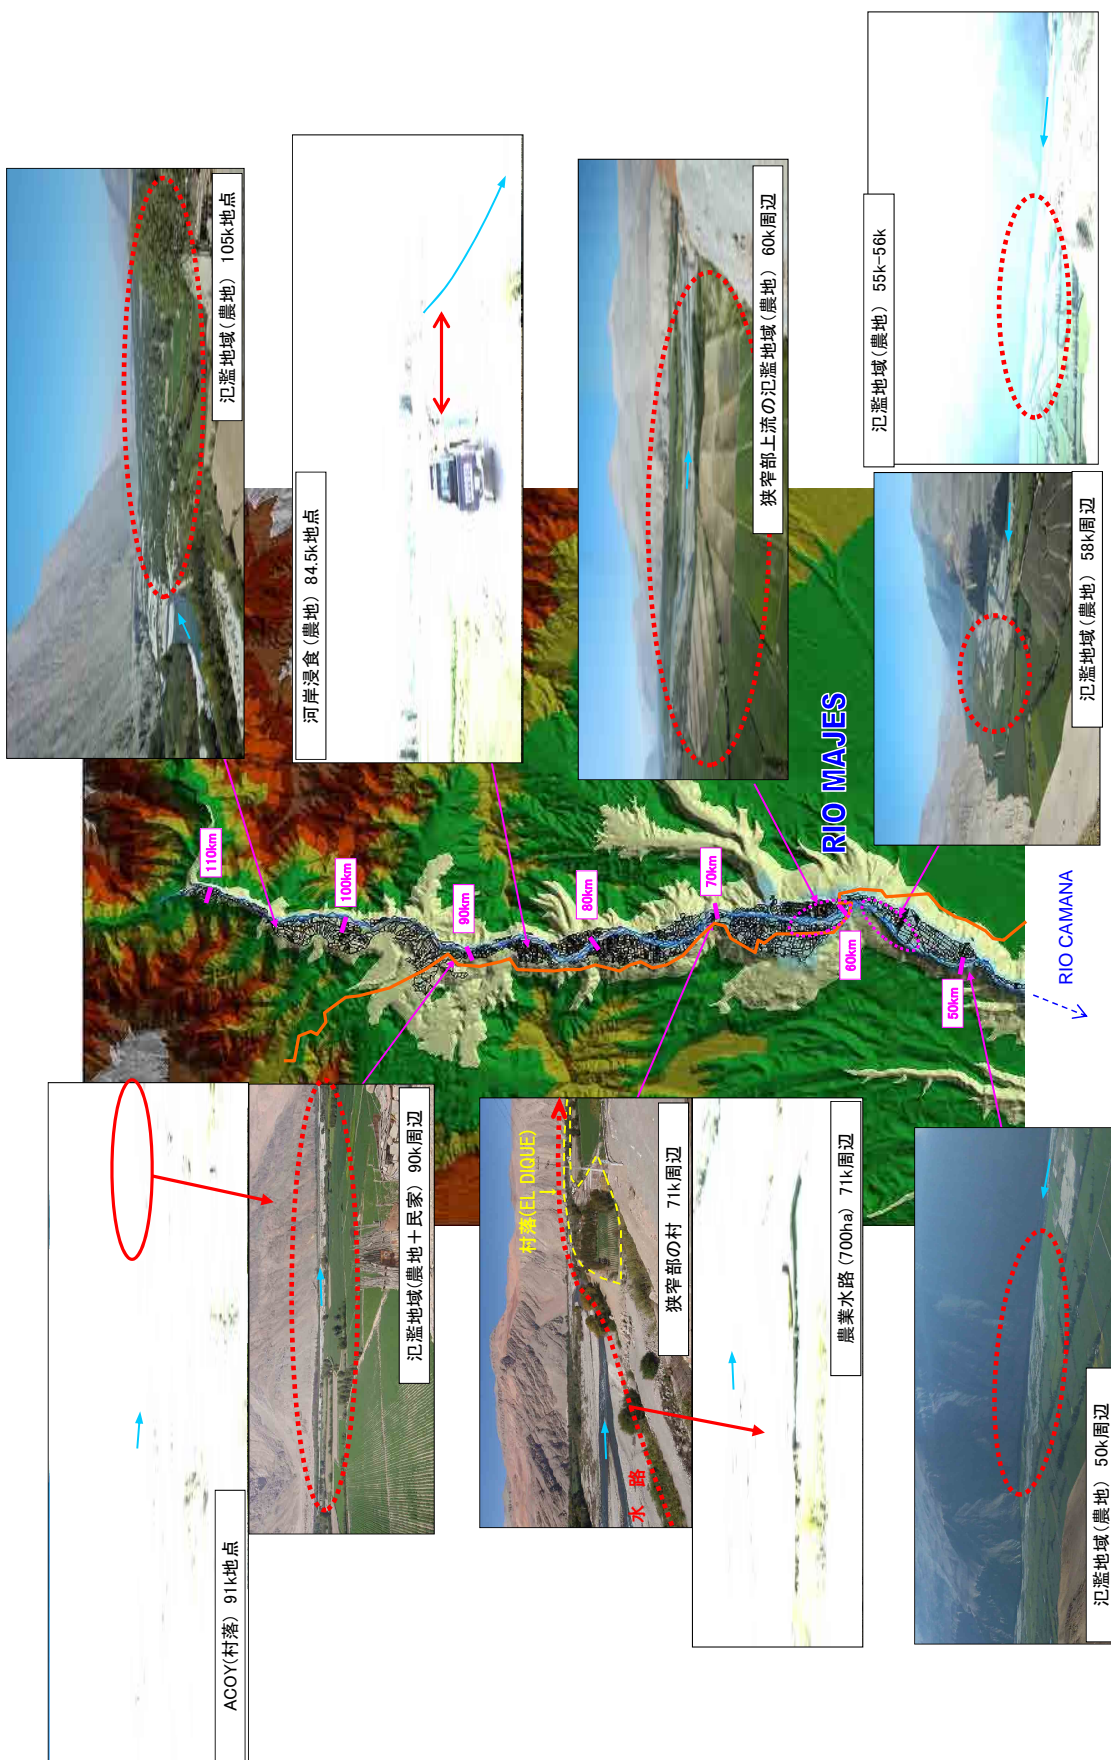 ACOY(村落) 91k地点
氾濫地域(農地＋民家) 90k周辺
村落(EL DIQUE)
水 路
狭窄部の村 71k周辺
農業水路(700ha) 71k周辺
氾濫地域(農地) 50k周辺
110km
100km
90km
80km
70km
60km
50km
RIO MAJES
RIO CAMANA
氾濫地域(農地) 105k地点
河岸浸食(農地) 84.5k地点
狭窄部上流の氾濫地域(農地) 60k周辺
氾濫地域(農地) 58k周辺
氾濫地域(農地) 55k-56k